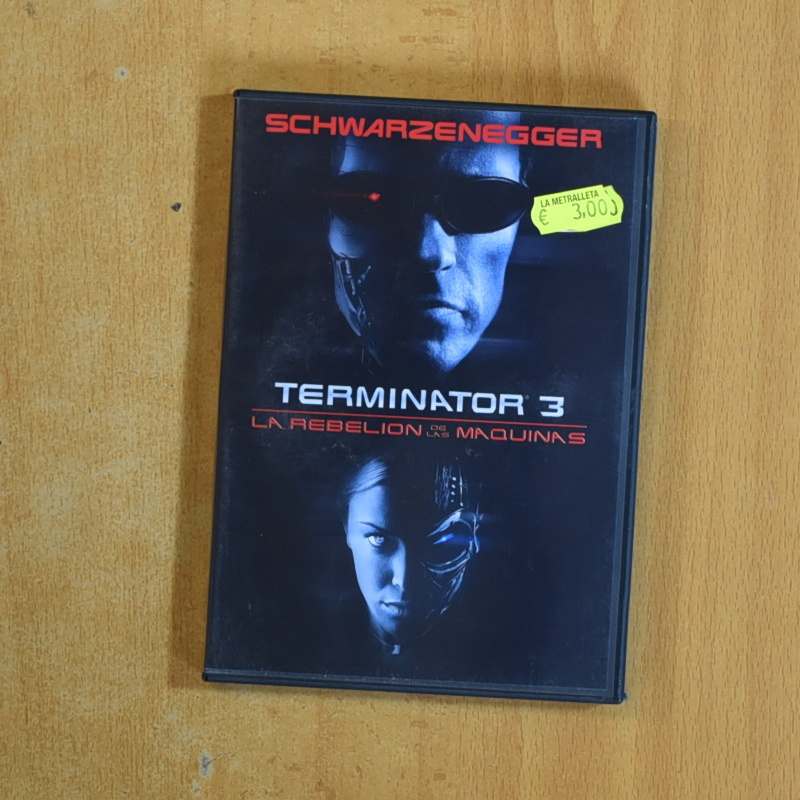 SCHWARZENEGGER
LA METRALLETA
€ 3,00
TERMINATOR 3
LA REBELION DE LAS MAQUINAS